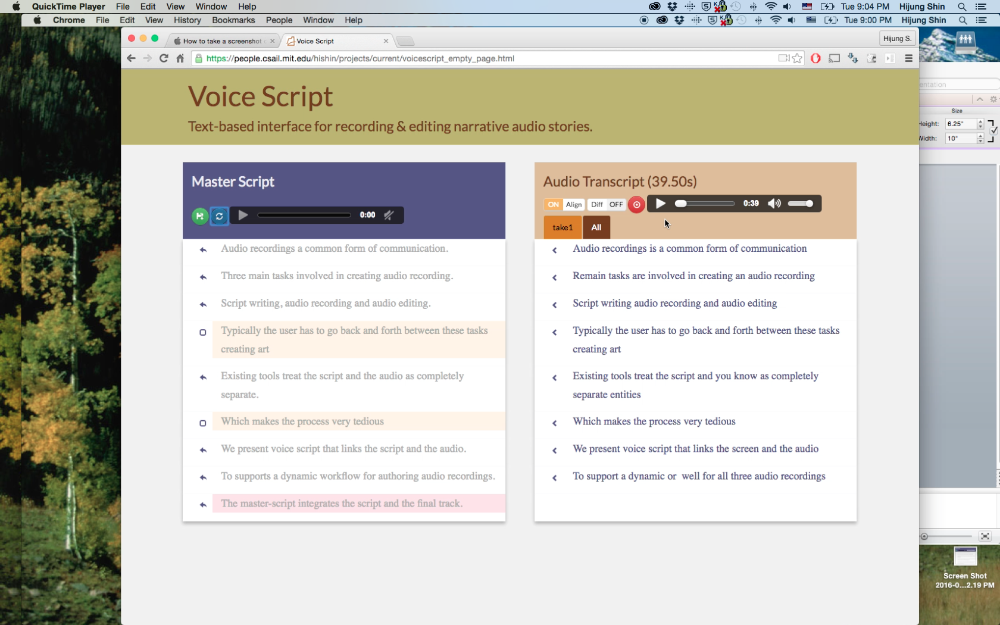 QuickTime Player File Edit View Window Help Tue 9:04 PM Hijung Shin
Chrome File Edit View History Bookmarks People Window Help Tue 9:00 PM Hijung Shin
How to take a screenshot Voice Script Hijung S.
https://people.csail.mit.edu/hishin/projects/current/voicescript_empty_page.html
Voice Script
Text-based interface for recording & editing narrative audio stories.
Master Script
0:00
Audio recordings a common form of communication.
Three main tasks involved in creating audio recording.
Script writing, audio recording and audio editing.
Typically the user has to go back and forth between these tasks
creating art
Existing tools treat the script and the audio as completely
separate.
Which makes the process very tedious
We present voice script that links the script and the audio.
To supports a dynamic workflow for authoring audio recordings.
The master-script integrates the script and the final track.
Audio Transcript (39.50s)
ON Align Diff OFF 0:39
take1 All
Audio recordings is a common form of communication
Remain tasks are involved in creating an audio recording
Script writing audio recording and audio editing
Typically the user has to go back and forth between these tasks
creating art
Existing tools treat the script and you know as completely
separate entities
Which makes the process very tedious
We present voice script that links the screen and the audio
To support a dynamic or well for all three audio recordings
entation
Size
Height: 6.25"
Width: 10"
Screen Shot
2016-0...2.19 PM